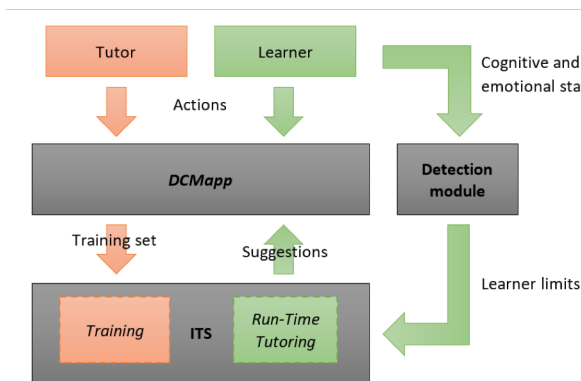 Tutor
Learner
Cognitive and
emotional sta
Actions
DCMapp
Detection
module
Training set
Suggestions
Learner limits
Training
ITS
Run-Time
Tutoring